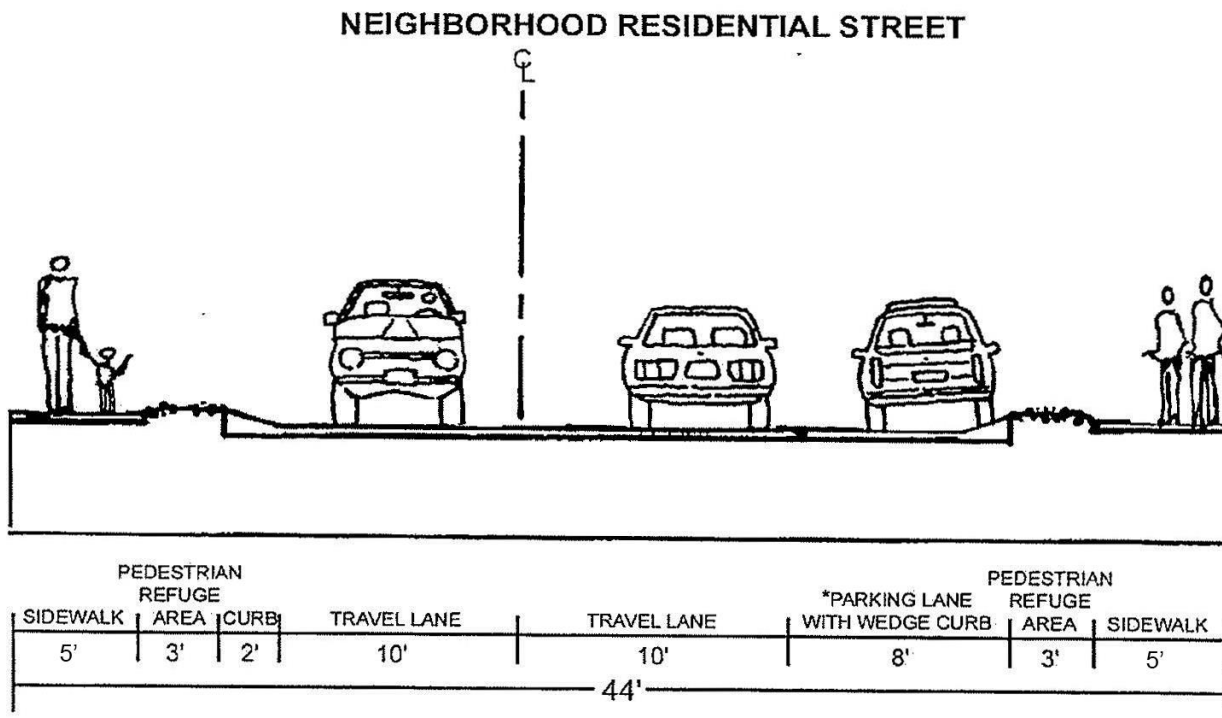 NEIGHBORHOOD RESIDENTIAL STREET
CL
PEDESTRIAN
REFUGE
AREA
SIDEWALK
CURB
TRAVEL LANE
TRAVEL LANE
*PARKING LANE
WITH WEDGE CURB
PEDESTRIAN
REFUGE
AREA
SIDEWALK
5' 3' 2' 10' 10' 8' 3' 5'
44'